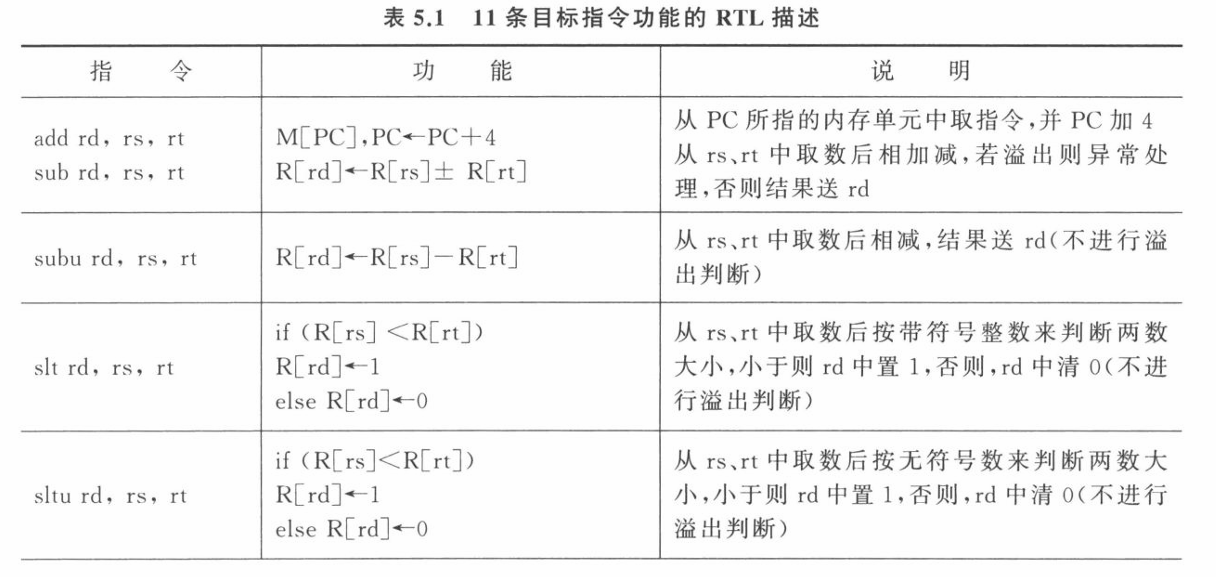 表 5.1 11 条目标指令功能的 RTL 描述
指 令 功 能 说 明
add rd, rs, rt
sub rd, rs, rt
M[PC],PC←PC+4
R[rd]←R[rs]± R[rt]
从 PC 所指的内存单元中取指令,并 PC 加 4
从 rs、rt 中取数后相加减,若溢出则异常处
理,否则结果送 rd
subu rd, rs, rt
R[rd]←R[rs]－R[rt]
从 rs、rt 中取数后相减,结果送 rd(不进行溢
出判断)
slt rd, rs, rt
if (R[rs] <R[rt])
R[rd]←1
else R[rd]←0
从 rs、rt 中取数后按带符号整数来判断两数
大小,小于则 rd 中置 1,否则,rd 中清 0(不进
行溢出判断)
sltu rd, rs, rt
if (R[rs]<R[rt])
R[rd]←1
else R[rd]←0
从 rs、rt 中取数后按无符号数来判断两数大
小,小于则 rd 中置 1,否则,rd 中清 0(不进行
溢出判断)